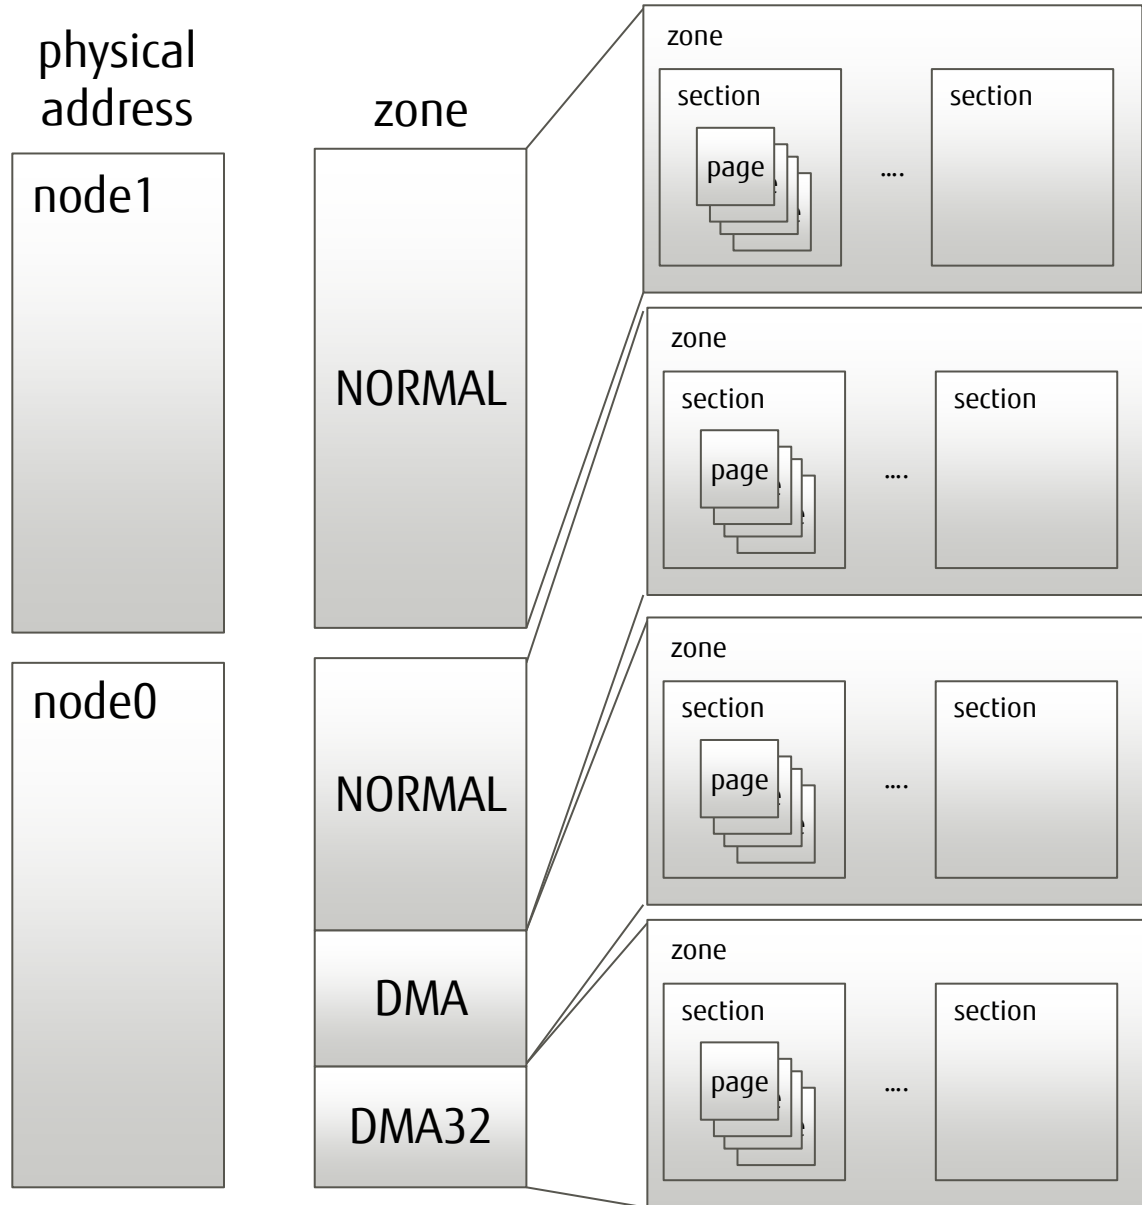 physical
address
node1
node0
zone
NORMAL
NORMAL
DMA
DMA32
zone
section
page
....
section
zone
section
page
....
section
zone
section
page
....
section
zone
section
page
....
section